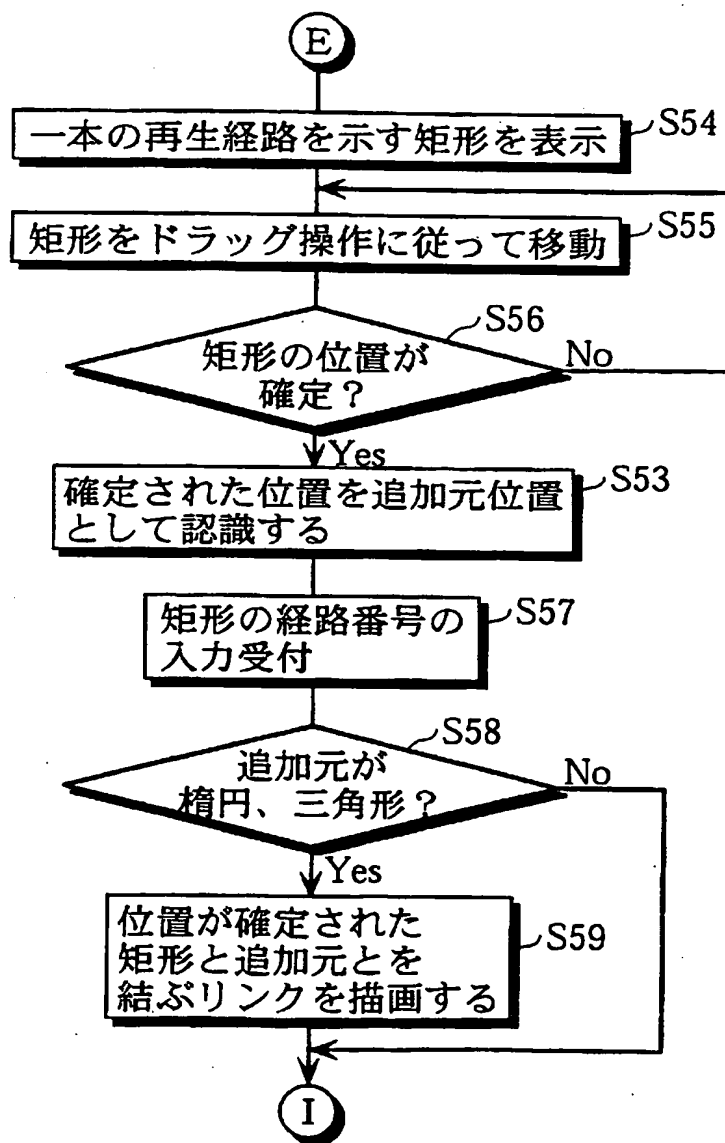 E
一本の再生経路を示す矩形を表示
S54
矩形をドラッグ操作に従って移動
S55
矩形の位置が
確定?
S56
No
Yes
確定された位置を追加元位置
として認識する
S53
矩形の経路番号の
入力受付
S57
追加元が
楕円、三角形?
S58
No
Yes
位置が確定された
矩形と追加元とを
結ぶリンクを描画する
S59
I